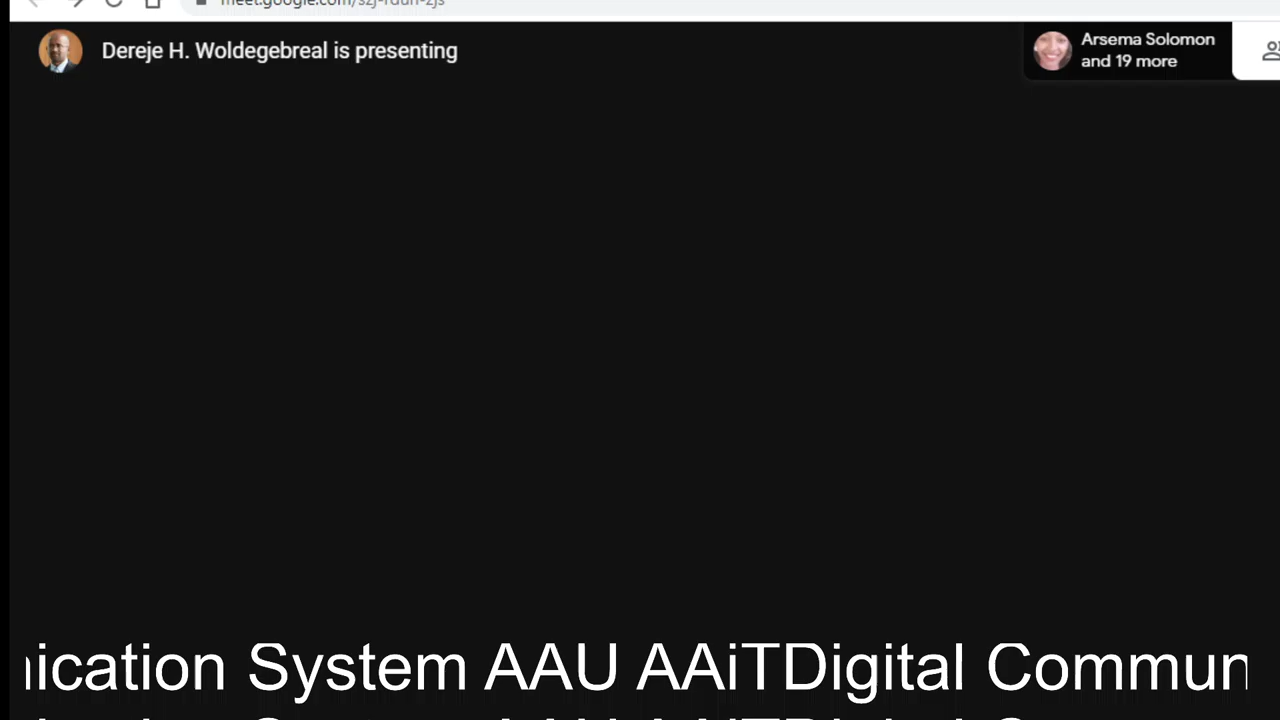 Dereje H. Woldegebreal is presenting
Arsema Solomon
and 19 more
ication System AAU AAiTDigital Commun